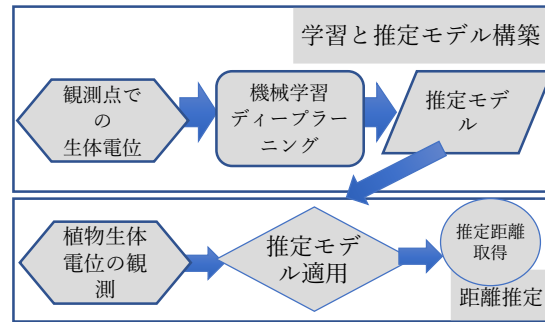 学習と推定モデル構築
観測点で
の
生体電位
機械学習
ディープラー
ニング
推定モデ
ル
植物生体
電位の観
測
推定モデ
ル適用
推定距離
取得
距離推定